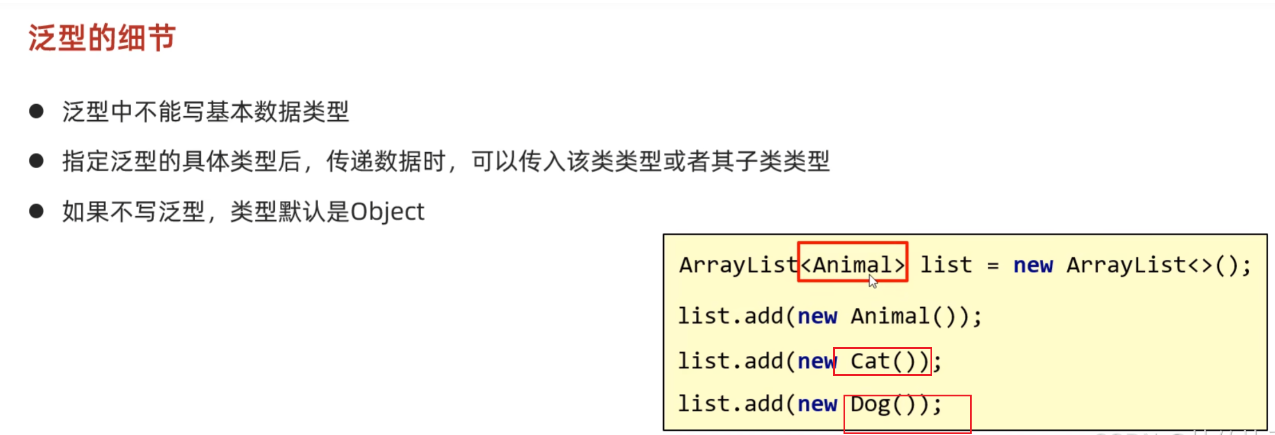 泛型的细节
● 泛型中不能写基本数据类型
● 指定泛型的具体类型后，传递数据时，可以传入该类类型或者其子类类型
● 如果不写泛型，类型默认是Object
ArrayList<Animal> list = new ArrayList<>();
list.add(new Animal());
list.add(new Cat());
list.add(new Dog());